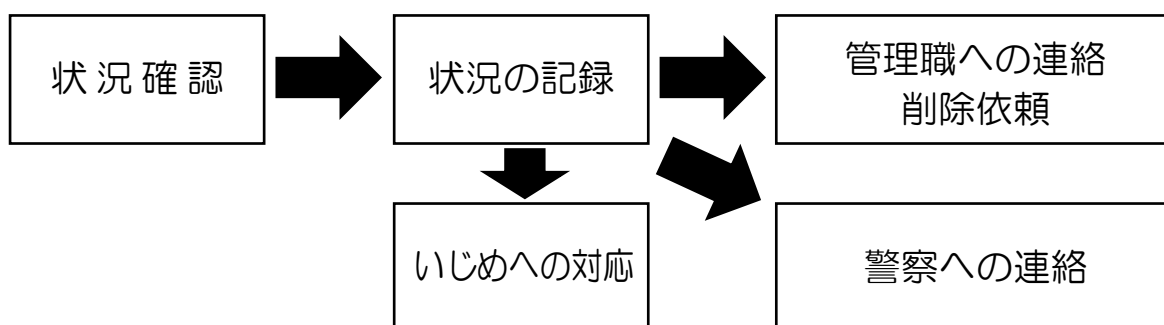 状況確認
状況の記録
管理職への連絡
削除依頼
いじめへの対応
警察への連絡